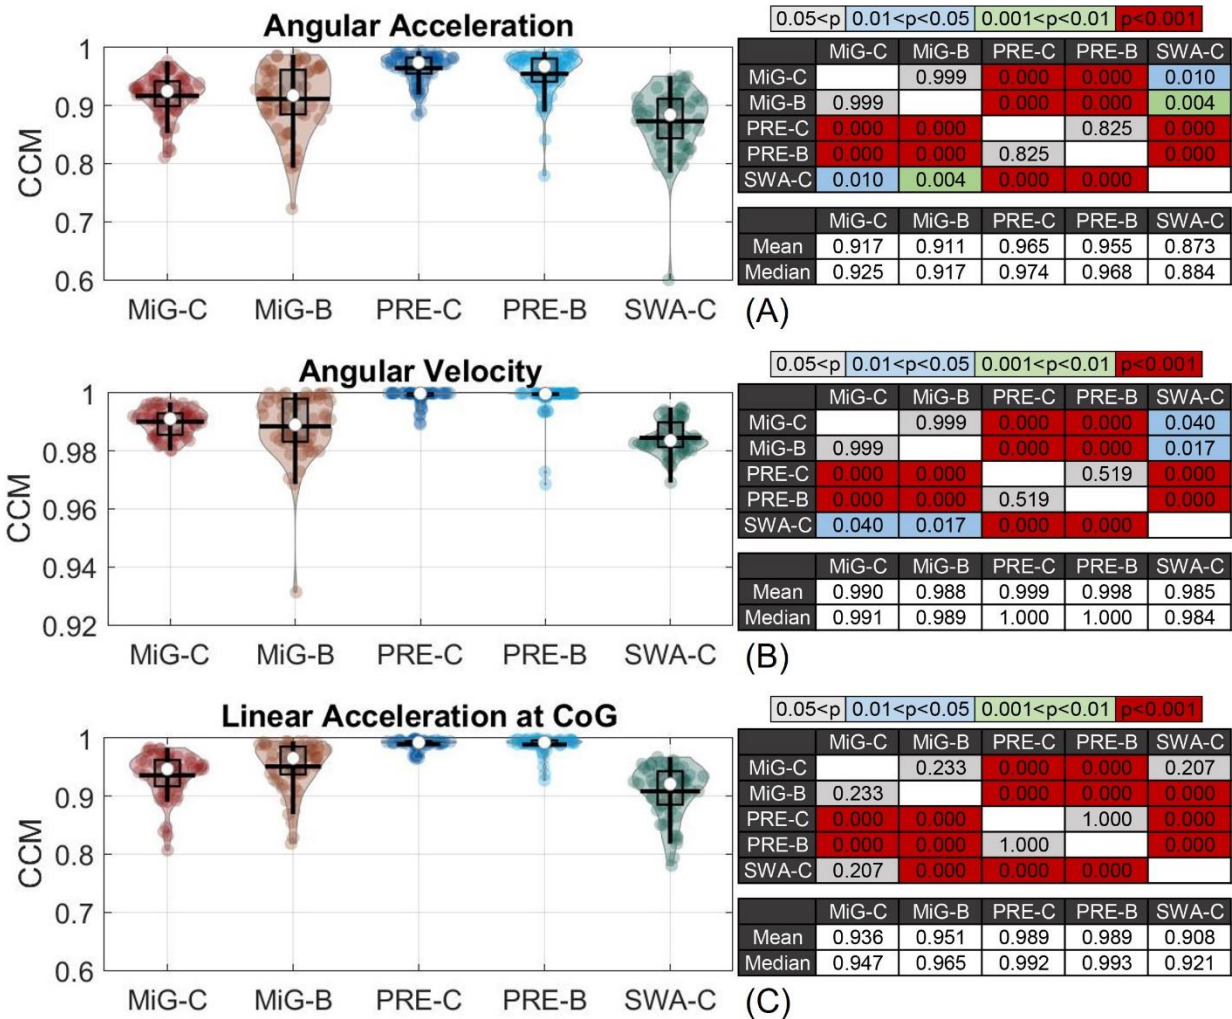 Angular Acceleration
CCM
1
0.9
0.8
0.7
0.6
MiG-C MiG-B PRE-C PRE-B SWA-C
0.05<p 0.01<p<0.05 0.001<p<0.01 p<0.001
MiG-C MiG-B PRE-C PRE-B SWA-C
MiG-C 0.999 0.000 0.000 0.010
MiG-B 0.999 0.000 0.000 0.004
PRE-C 0.000 0.000 0.825 0.000
PRE-B 0.000 0.000 0.825 0.000
SWA-C 0.010 0.004 0.000 0.000
MiG-C MiG-B PRE-C PRE-B SWA-C
Mean 0.917 0.911 0.965 0.955 0.873
Median 0.925 0.917 0.974 0.968 0.884
(A)
Angular Velocity
CCM
1
0.98
0.96
0.94
0.92
MiG-C MiG-B PRE-C PRE-B SWA-C
0.05<p 0.01<p<0.05 0.001<p<0.01 p<0.001
MiG-C MiG-B PRE-C PRE-B SWA-C
MiG-C 0.999 0.000 0.000 0.040
MiG-B 0.999 0.000 0.000 0.017
PRE-C 0.000 0.000 0.519 0.000
PRE-B 0.000 0.000 0.519 0.000
SWA-C 0.040 0.017 0.000 0.000
MiG-C MiG-B PRE-C PRE-B SWA-C
Mean 0.990 0.988 0.999 0.998 0.985
Median 0.991 0.989 1.000 1.000 0.984
(B)
Linear Acceleration at CoG
CCM
1
0.9
0.8
0.7
0.6
MiG-C MiG-B PRE-C PRE-B SWA-C
0.05<p 0.01<p<0.05 0.001<p<0.01 p<0.001
MiG-C MiG-B PRE-C PRE-B SWA-C
MiG-C 0.233 0.000 0.000 0.207
MiG-B 0.233 0.000 0.000 0.000
PRE-C 0.000 0.000 1.000 0.000
PRE-B 0.000 0.000 1.000 0.000
SWA-C 0.207 0.000 0.000 0.000
MiG-C MiG-B PRE-C PRE-B SWA-C
Mean 0.936 0.951 0.989 0.989 0.908
Median 0.947 0.965 0.992 0.993 0.921
(C)